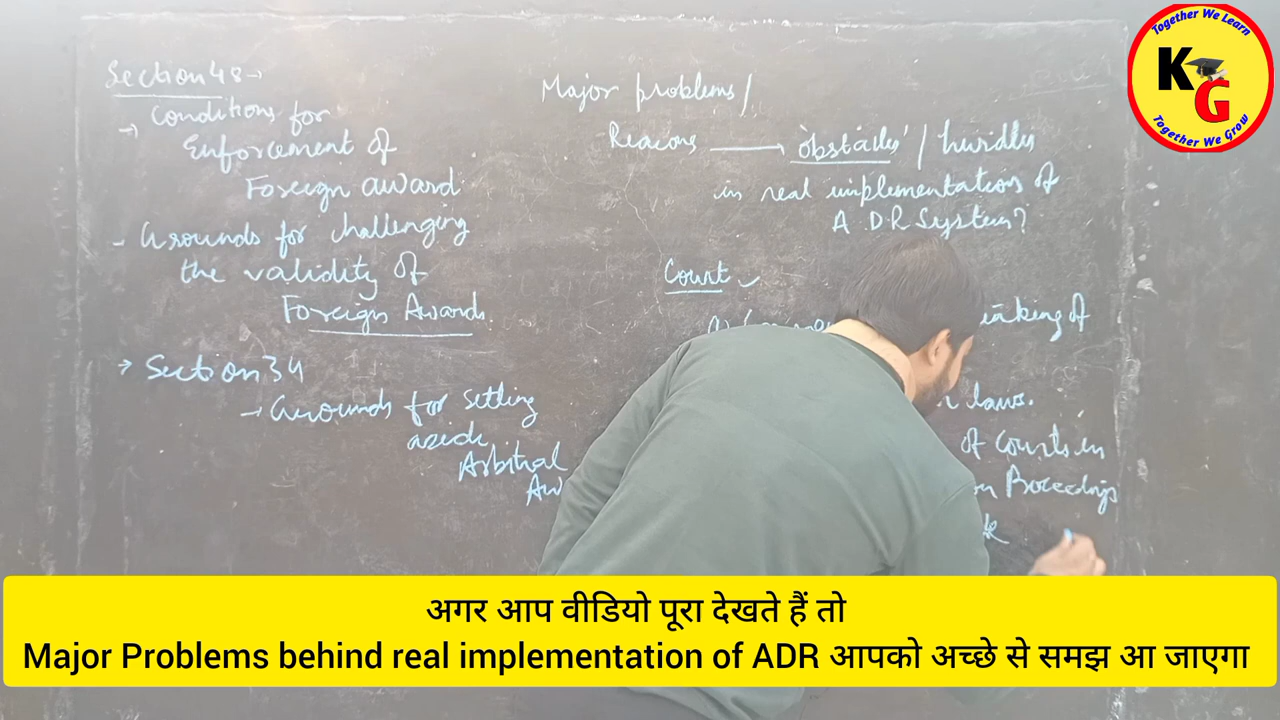 Section 48→
→ Conditions for
Enforcement of
Foreign award
- Grounds for challenging
the validity of
Foreign Awards.
→ Section 34
→ Grounds for setting
aside
Arbitral
Aw
Major problems/
Reasons → 'obstacles' / hurdles
in real implementation of
A.D.R System?
Court
making of
laws.
of Courts in
Proceedings
Together We Learn
KG
Together We Grow
अगर आप वीडियो पूरा देखते हैं तो
Major Problems behind real implementation of ADR आपको अच्छे से समझ आ जाएगा